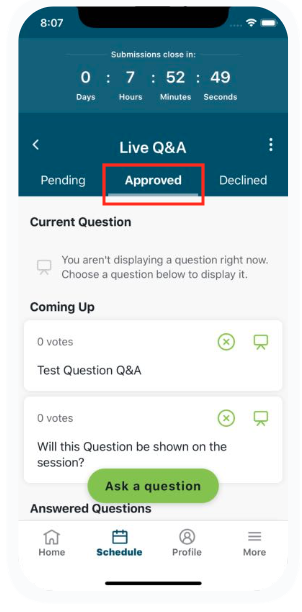 8:07
Submissions close in:
0 : 7 : 52 : 49
Days Hours Minutes Seconds
Live Q&A
Pending Approved Declined
Current Question
You aren't displaying a question right now.
Choose a question below to display it.
Coming Up
0 votes
Test Question Q&A
0 votes
Will this Question be shown on the
session?
Ask a question
Answered Questions
Home Schedule Profile More